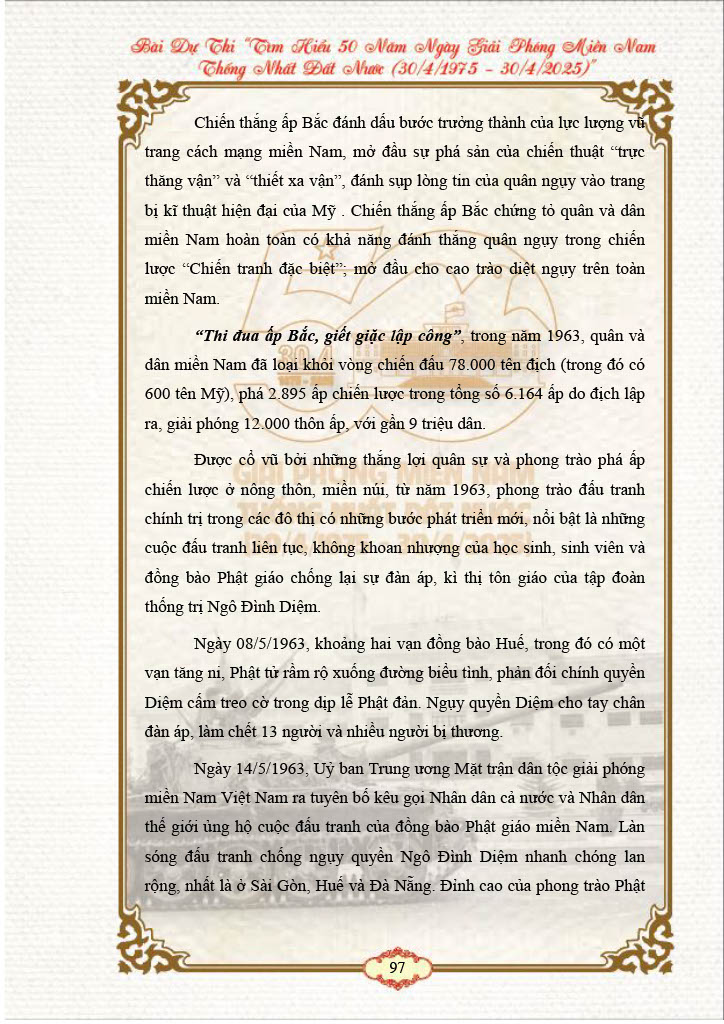 Bài Dự Thi “Tìm Hiểu 50 Năm Ngày Giải Phóng Miền Nam
Thống Nhất Đất Nước (30/4/1975 - 30/4/2025)”
Chiến thắng ấp Bắc đánh dấu bước trưởng thành của lực lượng vũ
trang cách mạng miền Nam, mở đầu sự phá sản của chiến thuật “trực
thăng vận” và “thiết xa vận”, đánh sụp lòng tin của quân ngụy vào trang
bị kĩ thuật hiện đại của Mỹ . Chiến thắng ấp Bắc chứng tỏ quân và dân
miền Nam hoàn toàn có khả năng đánh thắng quân ngụy trong chiến
lược “Chiến tranh đặc biệt”; mở đầu cho cao trào diệt ngụy trên toàn
miền Nam.
“Thi đua ấp Bắc, giết giặc lập công”, trong năm 1963, quân và
dân miền Nam đã loại khỏi vòng chiến đấu 78.000 tên địch (trong đó có
600 tên Mỹ), phá 2.895 ấp chiến lược trong tổng số 6.164 ấp do địch lập
ra, giải phóng 12.000 thôn ấp, với gần 9 triệu dân.
Được cổ vũ bởi những thắng lợi quân sự và phong trào phá ấp
chiến lược ở nông thôn, miền núi, từ năm 1963, phong trào đấu tranh
chính trị trong các đô thị có những bước phát triển mới, nổi bật là những
cuộc đấu tranh liên tục, không khoan nhượng của học sinh, sinh viên và
đồng bào Phật giáo chống lại sự đàn áp, kì thị tôn giáo của tập đoàn
thống trị Ngô Đình Diệm.
Ngày 08/5/1963, khoảng hai vạn đồng bào Huế, trong đó có một
vạn tăng ni, Phật tử rầm rộ xuống đường biểu tình, phản đối chính quyền
Diệm cấm treo cờ trong dịp lễ Phật đản. Ngụy quyền Diệm cho tay chân
đàn áp, làm chết 13 người và nhiều người bị thương.
Ngày 14/5/1963, Uỷ ban Trung ương Mặt trận dân tộc giải phóng
miền Nam Việt Nam ra tuyên bố kêu gọi Nhân dân cả nước và Nhân dân
thế giới ủng hộ cuộc đấu tranh của đồng bào Phật giáo miền Nam. Làn
sóng đấu tranh chống ngụy quyền Ngô Đình Diệm nhanh chóng lan
rộng, nhất là ở Sài Gòn, Huế và Đà Nẵng. Đỉnh cao của phong trào Phật
50
30.4
GIẢI PHÓNG MIỀN NAM
THỐNG NHẤT ĐẤT NƯỚC
(30/4/1975 - 30/4/2025)
97